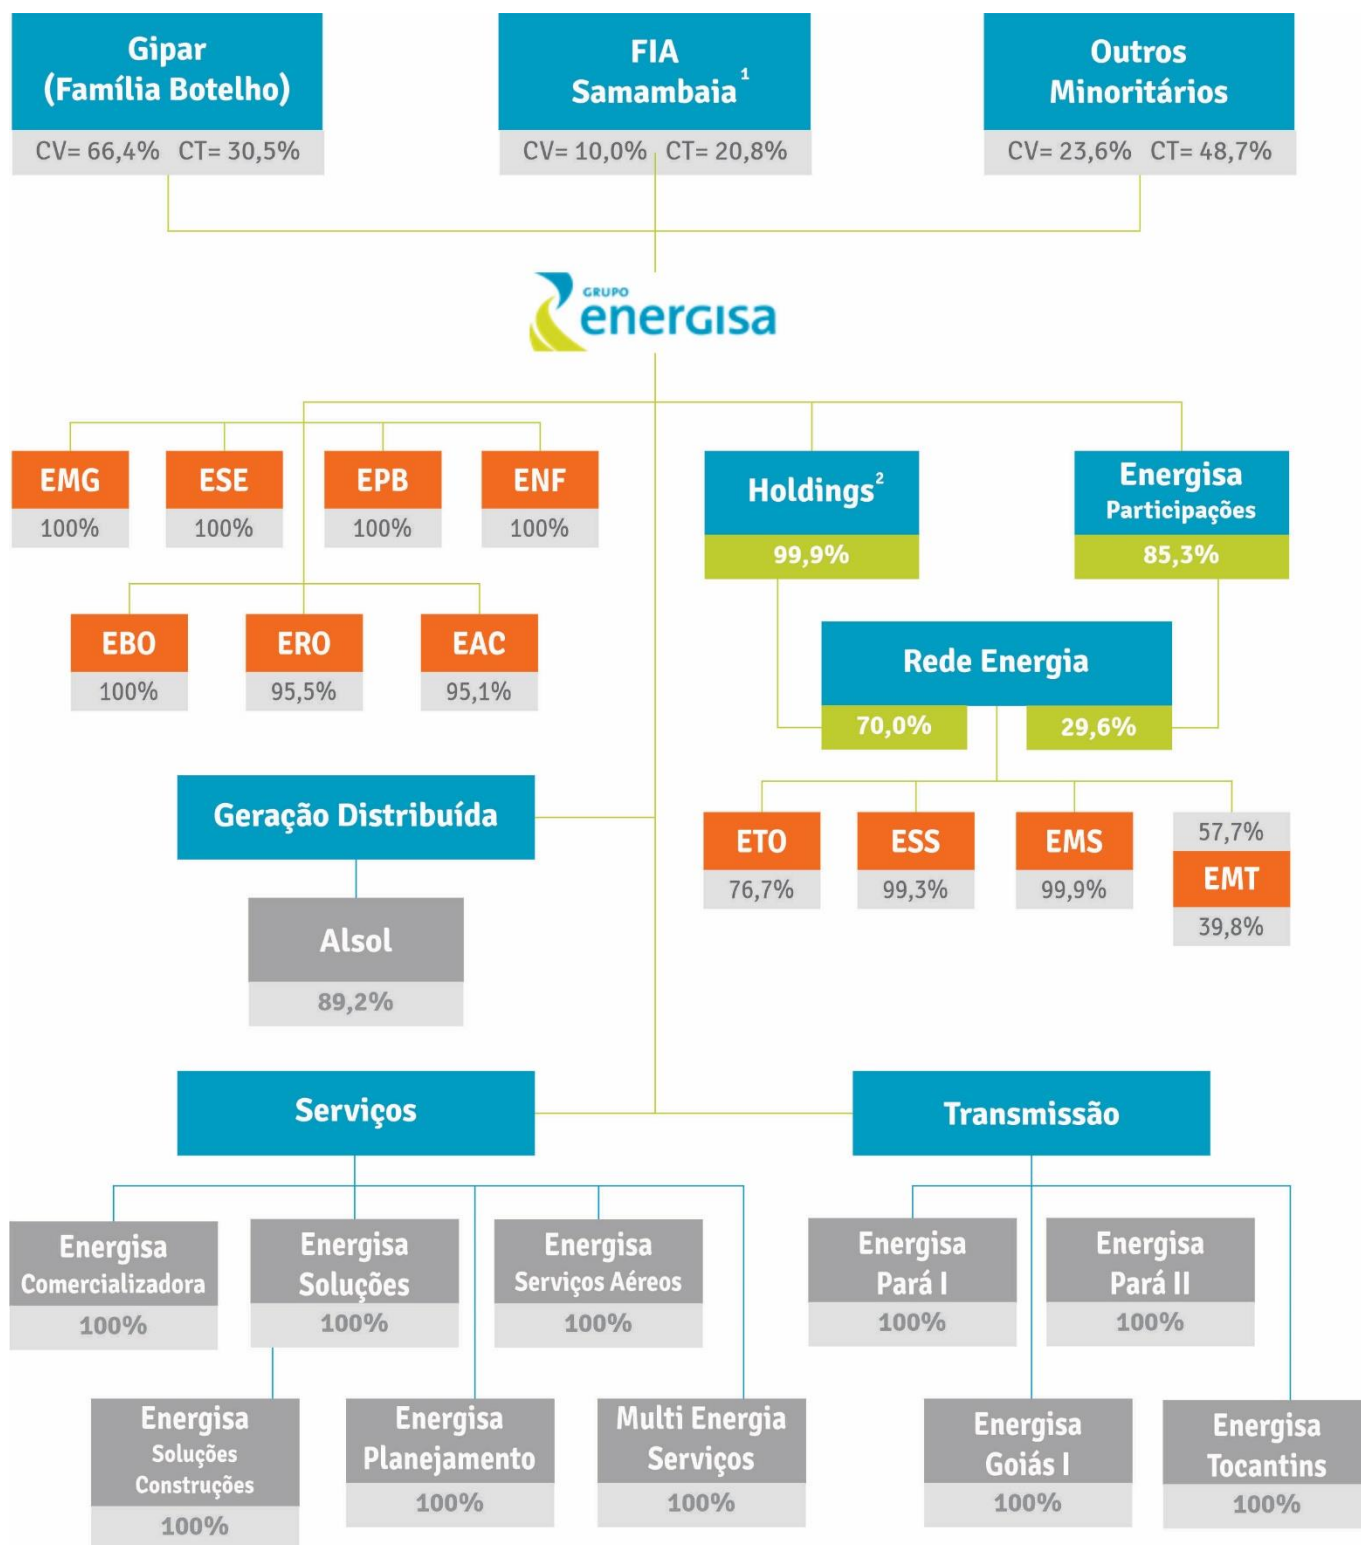 Gipar
(Família Botelho)
CV= 66,4% CT= 30,5%
FIA
Samambaia¹
CV= 10,0% CT= 20,8%
Outros
Minoritários
CV= 23,6% CT= 48,7%
GRUPO
energisa
EMG
100%
ESE
100%
EPB
100%
ENF
100%
Holdings²
99,9%
Energisa
Participações
85,3%
EBO
100%
ERO
95,5%
EAC
95,1%
Rede Energia
70,0%
29,6%
Geração Distribuída
Alsol
89,2%
ETO
76,7%
ESS
99,3%
EMS
99,9%
57,7%
EMT
39,8%
Serviços
Transmissão
Energisa
Comercializadora
100%
Energisa
Soluções
100%
Energisa
Serviços Aéreos
100%
Energisa
Pará I
100%
Energisa
Pará II
100%
Energisa
Soluções
Construções
100%
Energisa
Planejamento
100%
Multi Energia
Serviços
100%
Energisa
Goiás I
100%
Energisa
Tocantins
100%